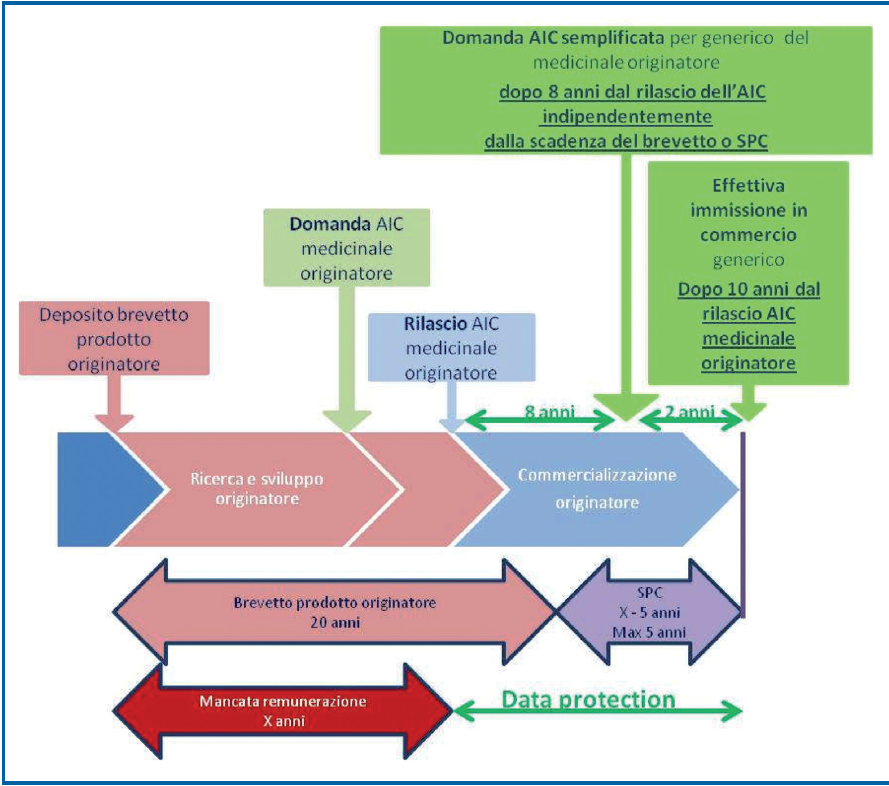 Domanda AIC semplificata per generico del
medicinale originatore
dopo 8 anni dal rilascio dell'AIC
indipendentemente
dalla scadenza del brevetto o SPC
Effettiva
immissione in
commercio
generico
Dopo 10 anni dal
rilascio AIC
medicinale
originatore
Domanda AIC
medicinale
originatore
Deposito brevetto
prodotto
originatore
Rilascio AIC
medicinale
originatore
8 anni
2 anni
Ricerca e sviluppo
originatore
Commercializzazione
originatore
Brevetto prodotto originatore
20 anni
SPC
X - 5 anni
Max 5 anni
Mancata remunerazione
X anni
Data protection